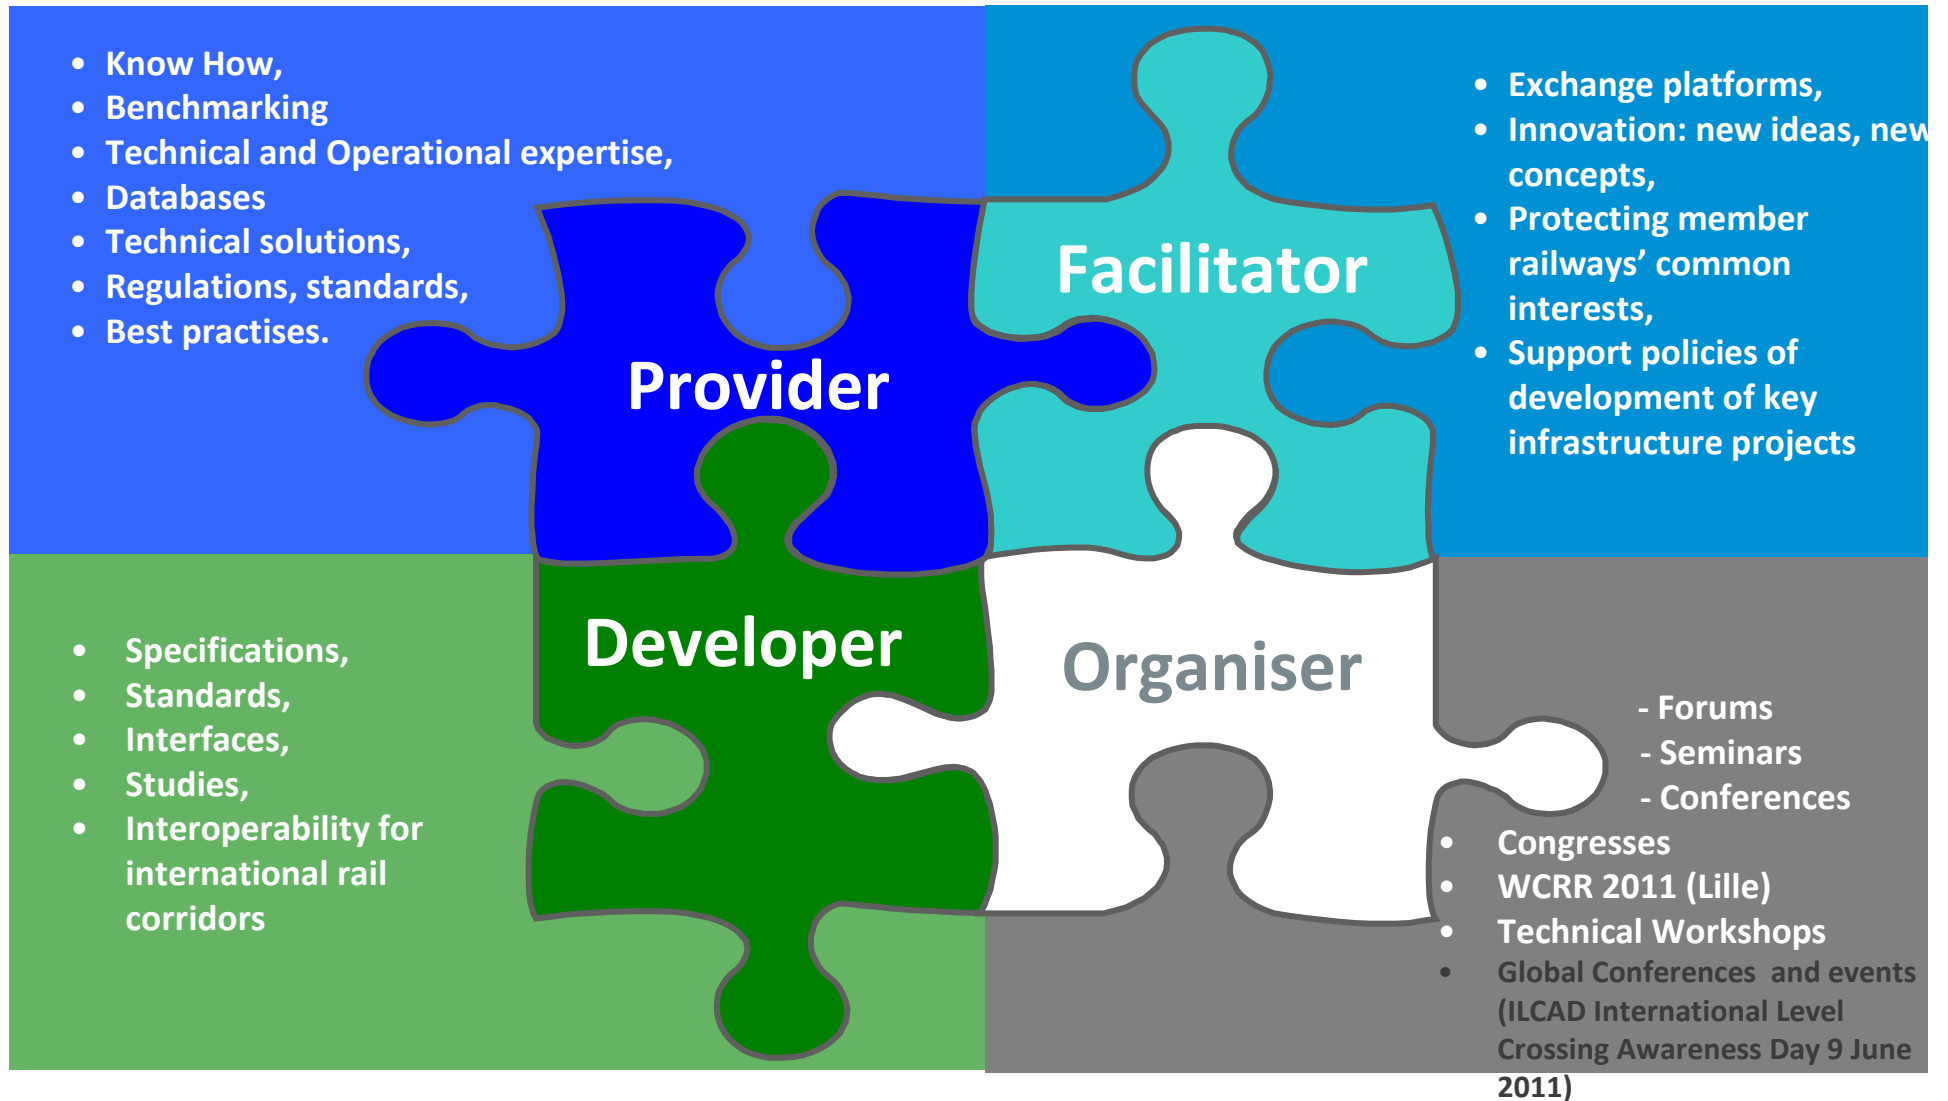 • Know How,
• Benchmarking
• Technical and Operational expertise,
• Databases
• Technical solutions,
• Regulations, standards,
• Best practises.
Provider
Facilitator
• Exchange platforms,
• Innovation: new ideas, new
concepts,
• Protecting member
railways’ common
interests,
• Support policies of
development of key
infrastructure projects
• Specifications,
• Standards,
• Interfaces,
• Studies,
• Interoperability for
international rail
corridors
Developer
Organiser
- Forums
- Seminars
- Conferences
• Congresses
• WCRR 2011 (Lille)
• Technical Workshops
• Global Conferences and events
(ILCAD International Level
Crossing Awareness Day 9 June
2011)